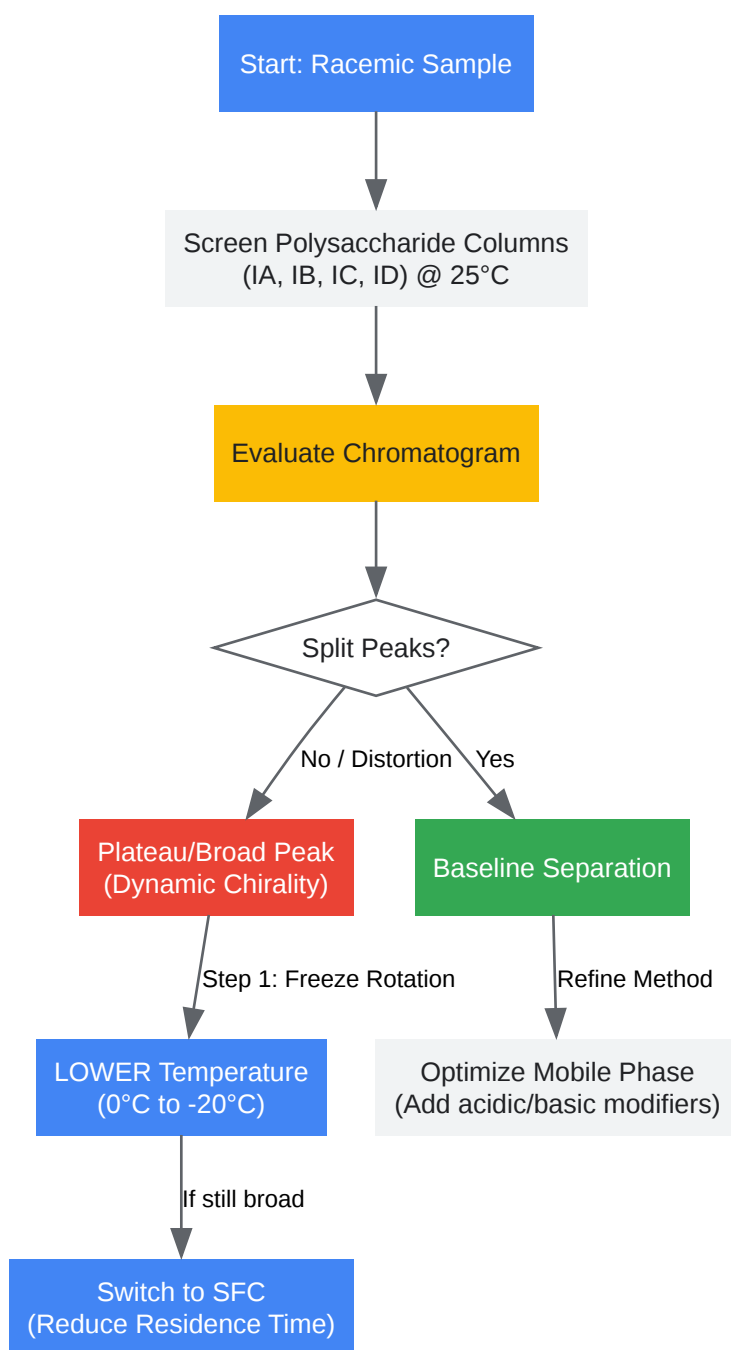 Start: Racemic Sample
Screen Polysaccharide Columns
(IA, IB, IC, ID) @ 25°C
Evaluate Chromatogram
Split Peaks?
No / Distortion
Yes
Plateau/Broad Peak
(Dynamic Chirality)
Baseline Separation
Step 1: Freeze Rotation
Refine Method
LOWER Temperature
(0°C to -20°C)
Optimize Mobile Phase
(Add acidic/basic modifiers)
If still broad
Switch to SFC
(Reduce Residence Time)